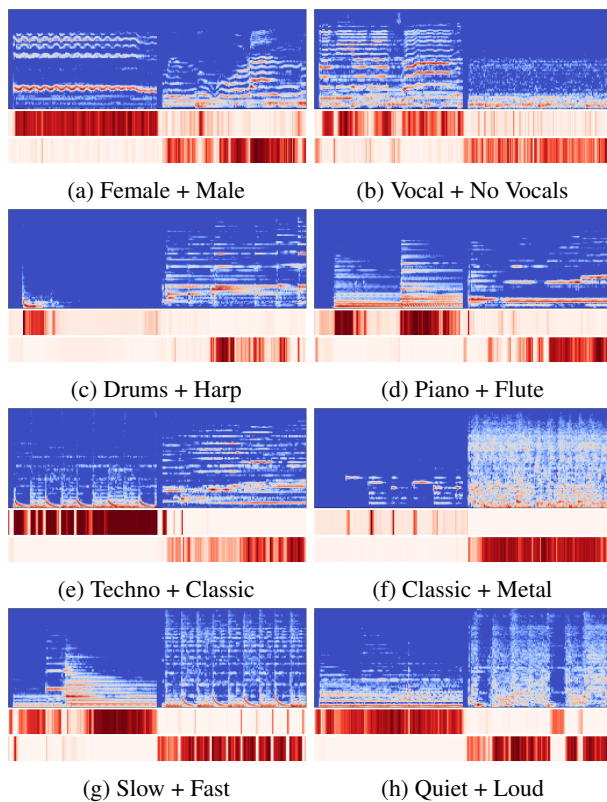 (a) Female + Male
(b) Vocal + No Vocals
(c) Drums + Harp
(d) Piano + Flute
(e) Techno + Classic
(f) Classic + Metal
(g) Slow + Fast
(h) Quiet + Loud